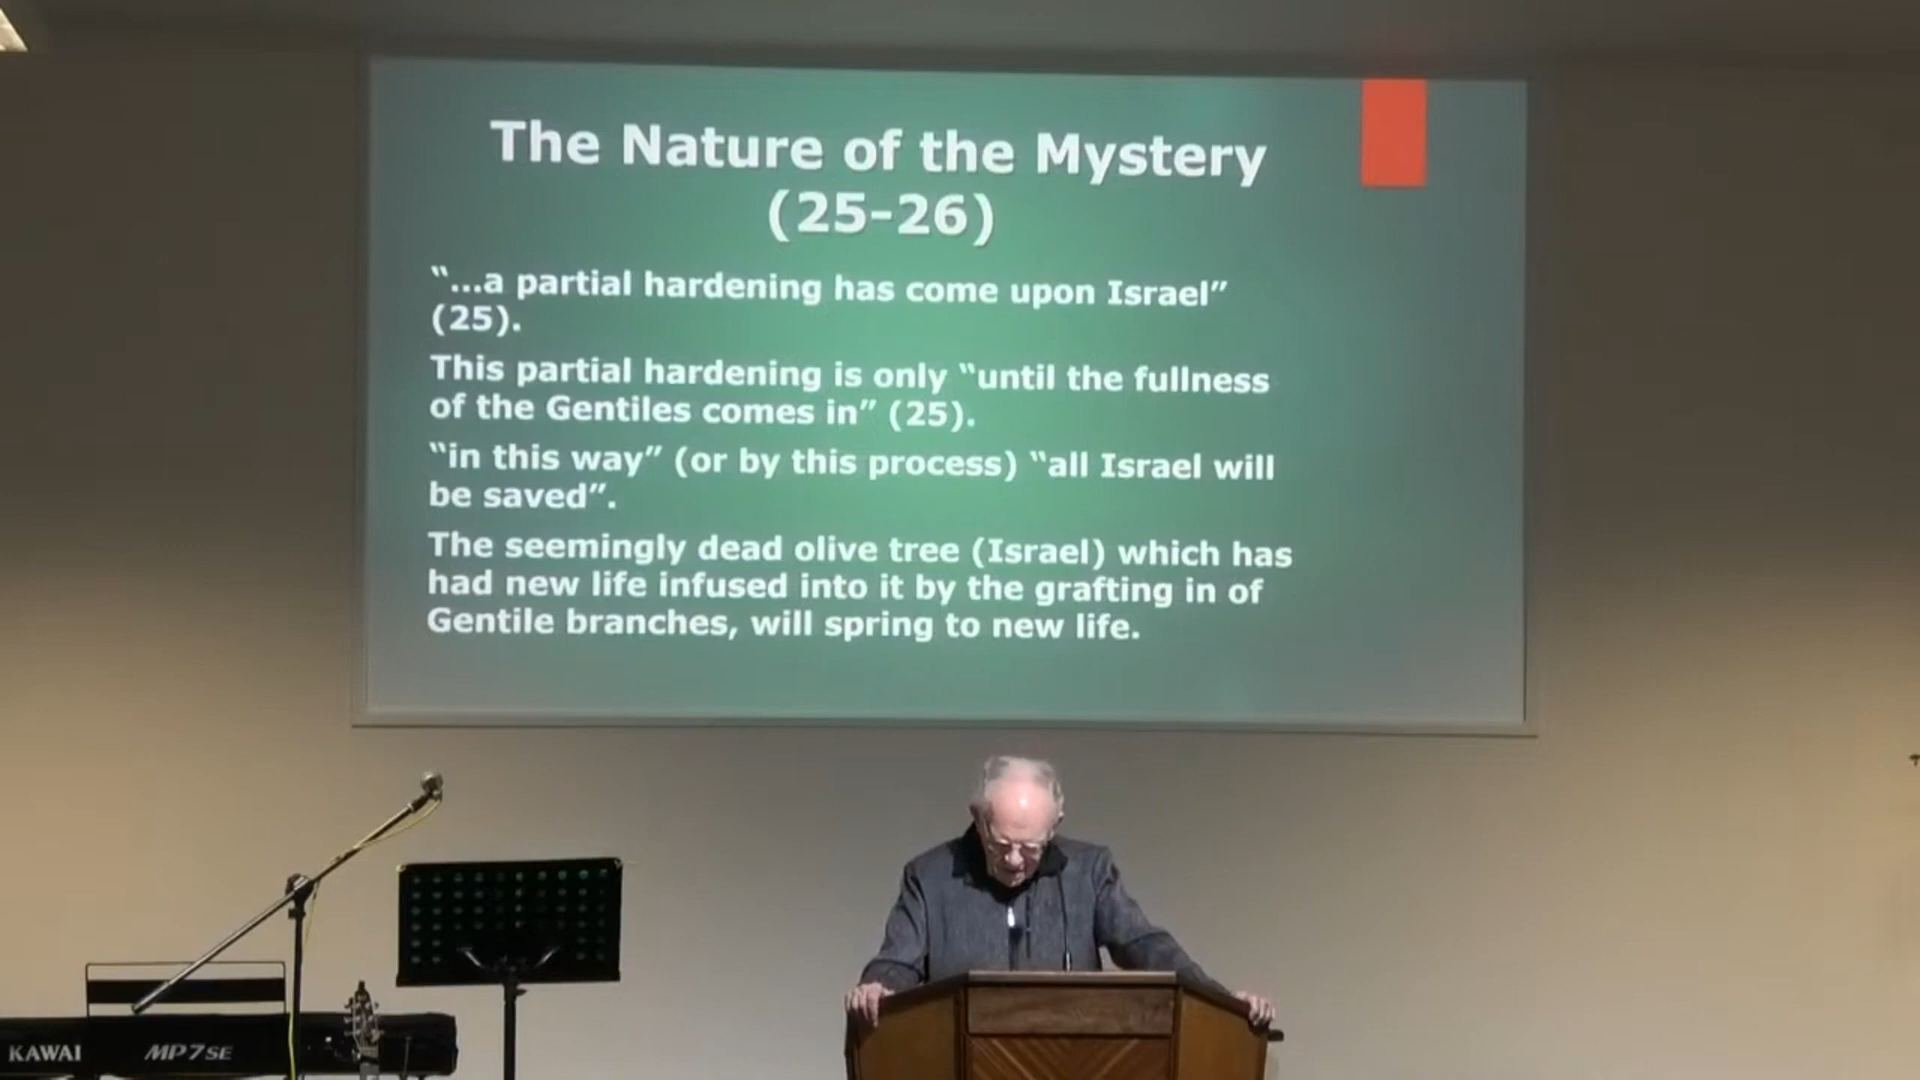 The Nature of the Mystery
(25-26)
“...a partial hardening has come upon Israel”
(25).
This partial hardening is only “until the fullness
of the Gentiles comes in” (25).
“in this way” (or by this process) “all Israel will
be saved”.
The seemingly dead olive tree (Israel) which has
had new life infused into it by the grafting in of
Gentile branches, will spring to new life.
KAWAI
MP7SE